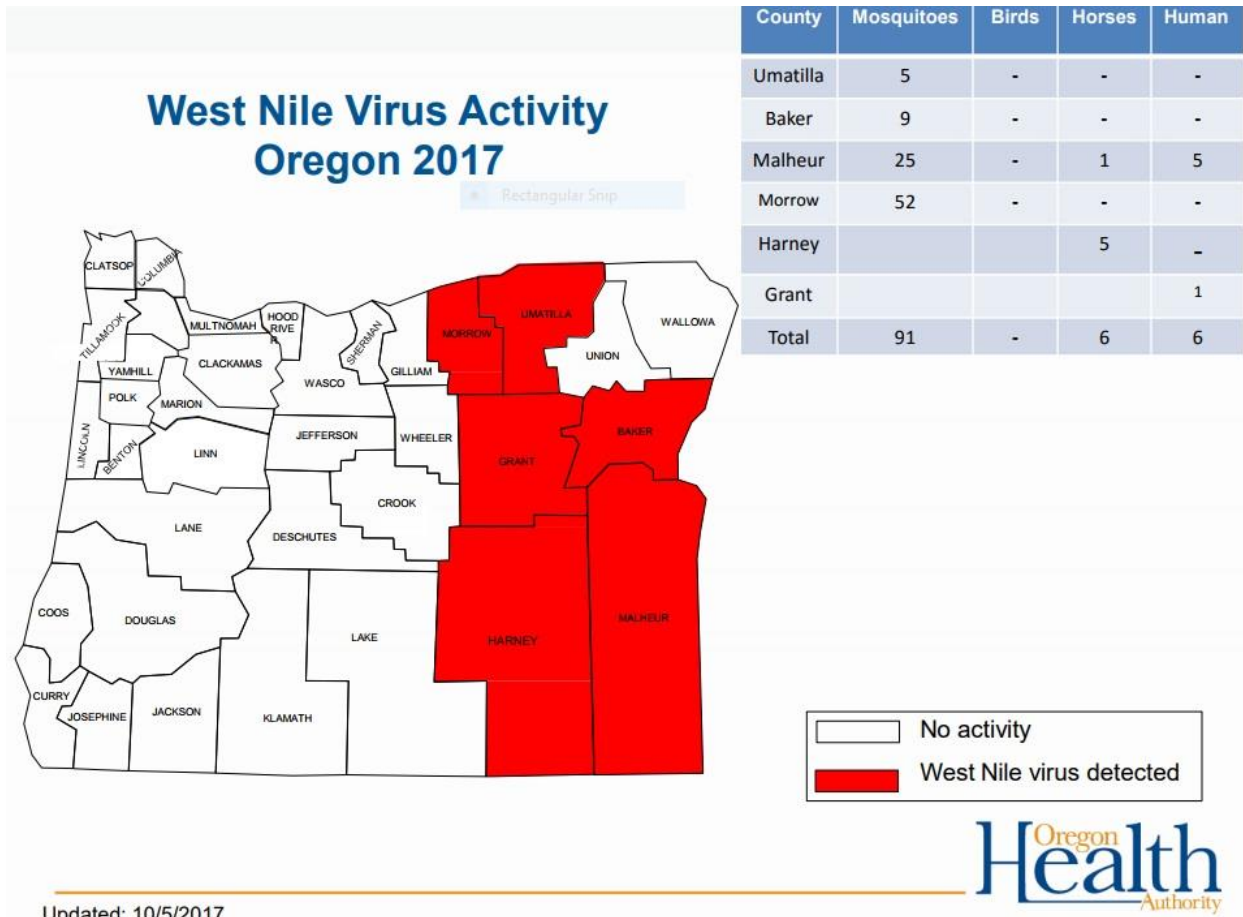 County Mosquitoes Birds Horses Human
Umatilla 5 - - -
Baker 9 - - -
Malheur 25 - 1 5
Morrow 52 - - -
Harney 5 -
Grant 1
Total 91 - 6 6
West Nile Virus Activity
Oregon 2017
Rectangular Snip
CLATSOP
COLUMBIA
TILLAMOOK
MULTNOMAH
HOOD
RIVE
R
SHERMAN
MORROW
UMATILLA
WALLOWA
UNION
YAMHILL
CLACKAMAS
WASCO
GILLIAM
POLK
MARION
LINCOLN
BENTON
LINN
JEFFERSON
WHEELER
GRANT
BAKER
CROOK
LANE
DESCHUTES
COOS
DOUGLAS
LAKE
HARNEY
MALHEUR
CURRY
JOSEPHINE
JACKSON
KLAMATH
No activity
West Nile virus detected
Oregon
Health
Authority
Updated: 10/5/2017